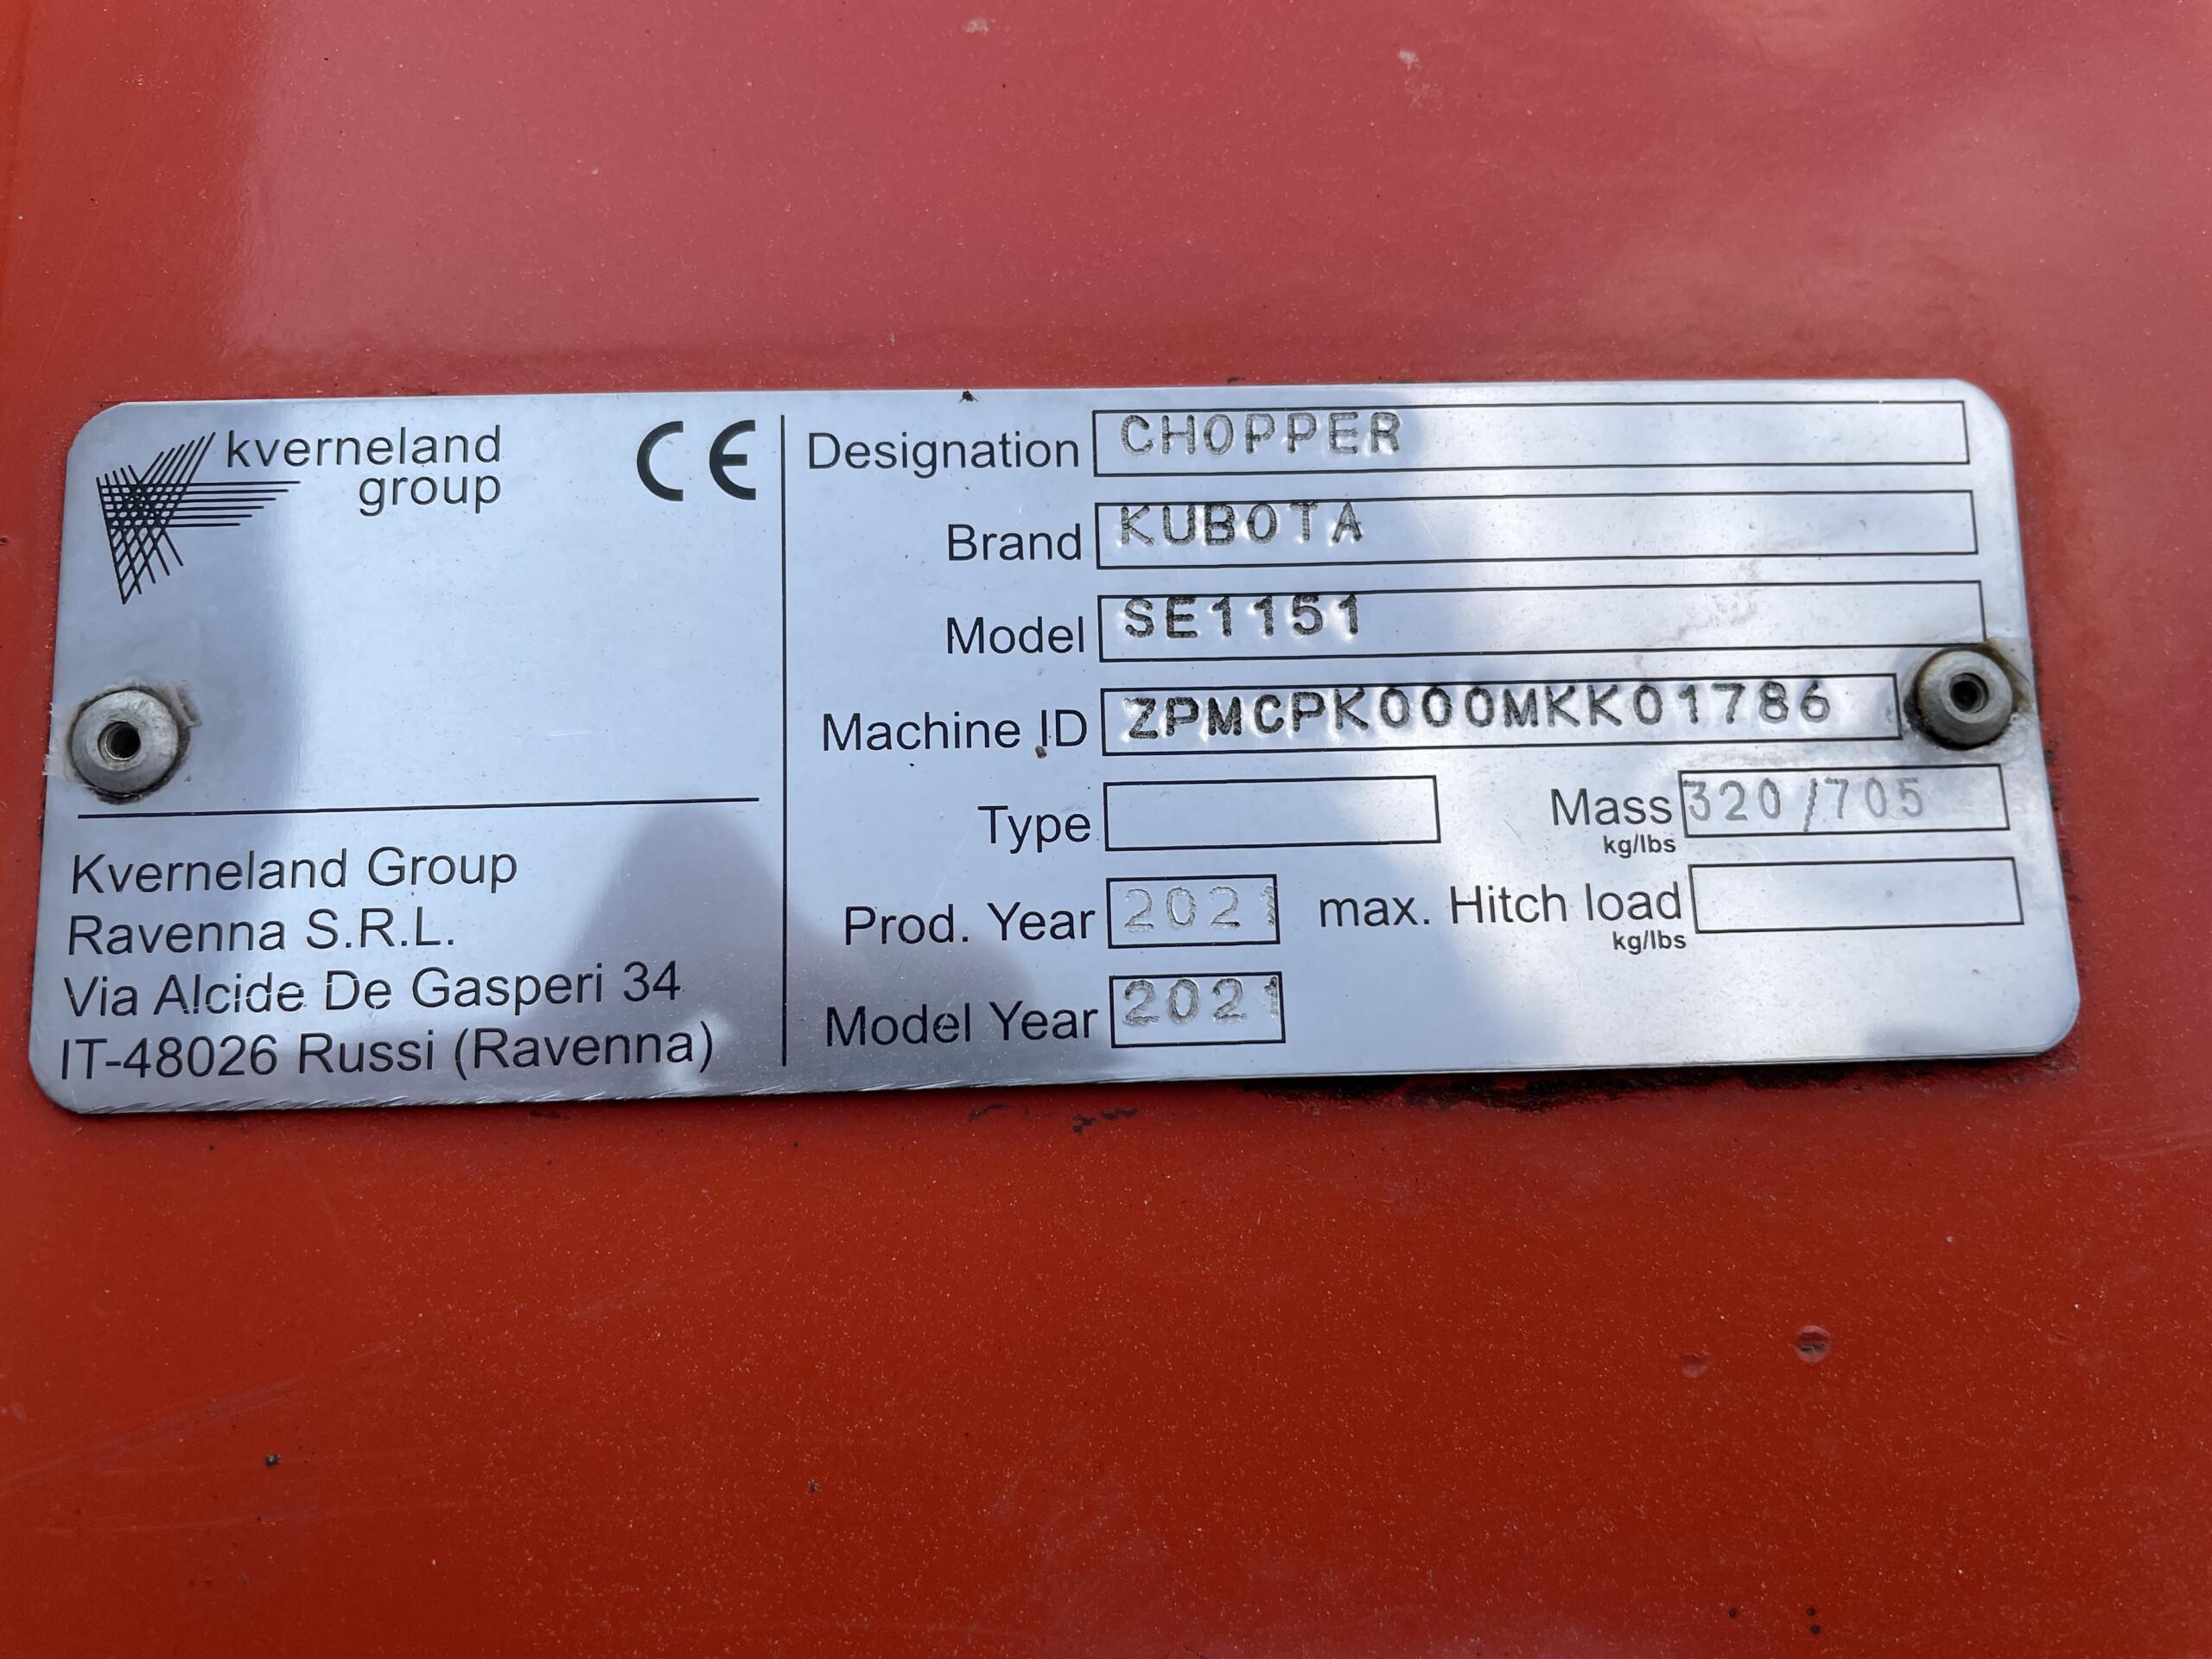 kverneland
group
CE
Kverneland Group
Ravenna S.R.L.
Via Alcide De Gasperi 34
IT-48026 Russi (Ravenna)
Designation CHOPPER
Brand KUBOTA
Model SE1151
Machine ID ZPMCPK000MKK01786
Type
Mass kg/lbs 320/705
Prod. Year 2021
max. Hitch load kg/lbs
Model Year 2021